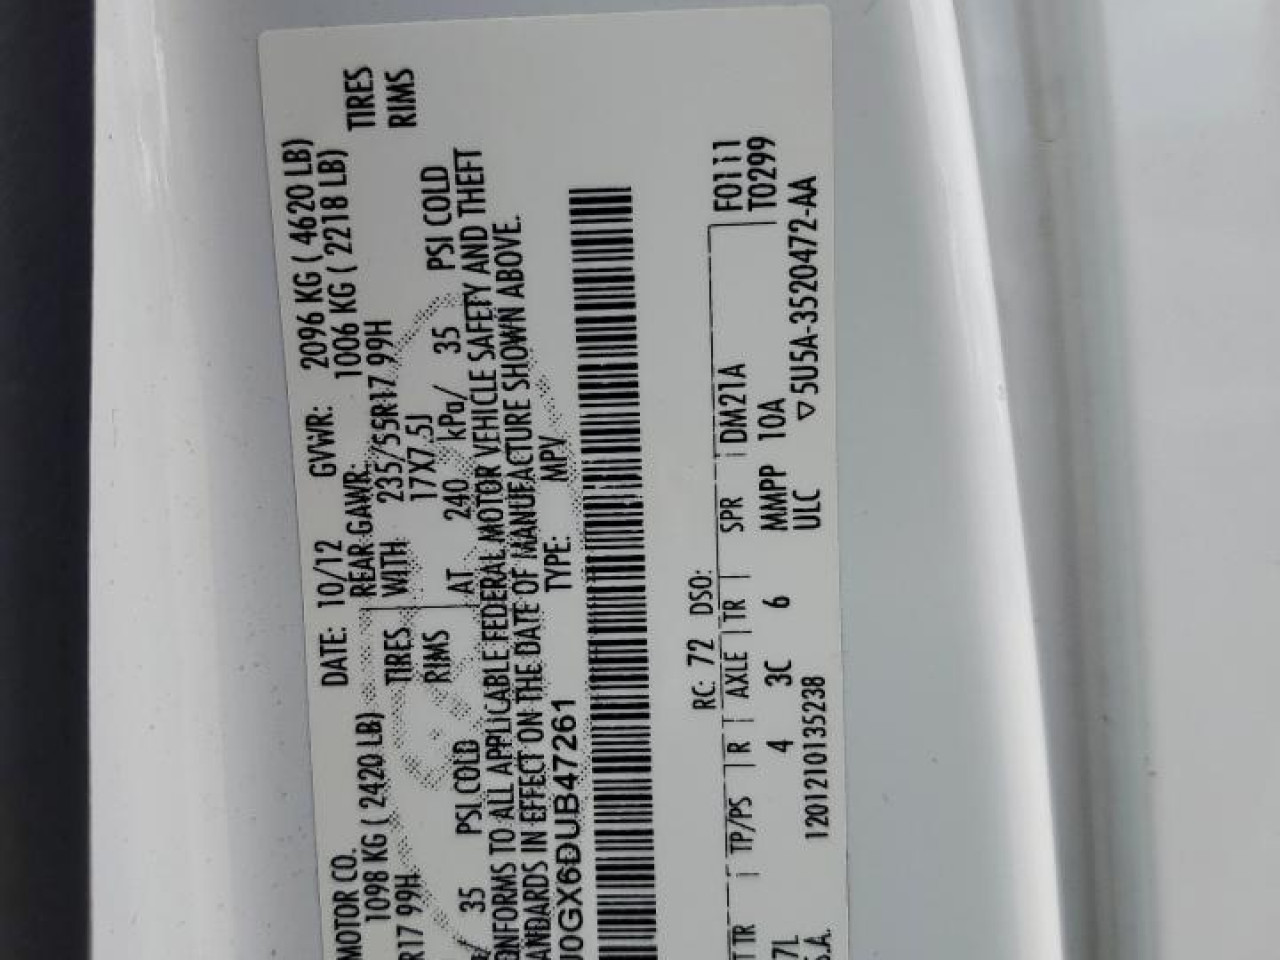 MOTOR CO. DATE: 10/12 GVWR: 2096 KG ( 4620 LB)
1098 KG ( 2420 LB) REAR GAWR: 1006 KG ( 2218 LB)
R17 99H TIRES WITH 235/55R17 99H TIRES
RIMS 17X7.5J RIMS
/ 35 PSI COLD AT 240 kPa/ 35 PSI COLD
ONFORMS TO ALL APPLICABLE FEDERAL MOTOR VEHICLE SAFETY AND THEFT
ANDARDS IN EFFECT ON THE DATE OF MANUFACTURE SHOWN ABOVE.
J0GX6DUB47261 TYPE: MPV
RC: 72 DSO:
T TR TP/PS R AXLE TR SPR DM21A F0111
4 3C 6 MMPP 10A T0299
7L 1201210135238 ULC
S.A. ▽5U5A-3520472-AA